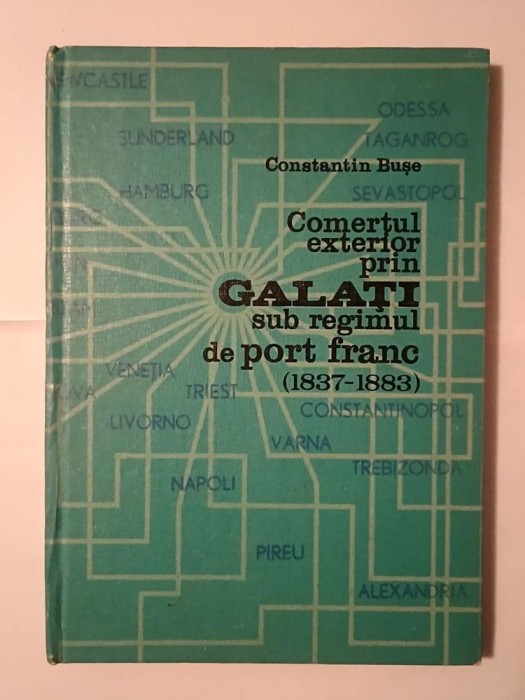 NEWCASTLE
ODESSA
SUNDERLAND
TAGANROG
Constantin Bușe
HAMBURG
SEVASTOPOL
Comerțul
exterior
prin
GALAȚI
sub regimul
de port franc
(1837-1883)
VENEȚIA
TRIEST
CONSTANTINOPOL
LIVORNO
VARNA
TREBIZONDA
NAPOLI
PIREU
ALEXANDRIA